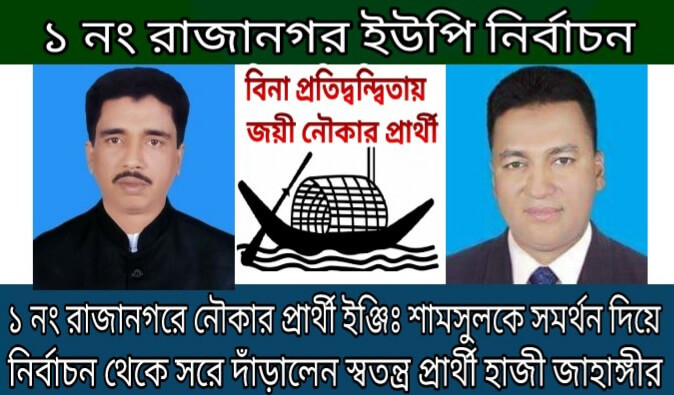 ১ নং রাজানগর ইউপি নির্বাচন
বিনা প্রতিদ্বন্দ্বিতায়
জয়ী নৌকার প্রার্থী
১ নং রাজানগরে নৌকার প্রার্থী ইঞ্জিঃ শামসুলকে সমর্থন দিয়ে
নির্বাচন থেকে সরে দাঁড়ালেন স্বতন্ত্র প্রার্থী হাজী জাহাঙ্গীর